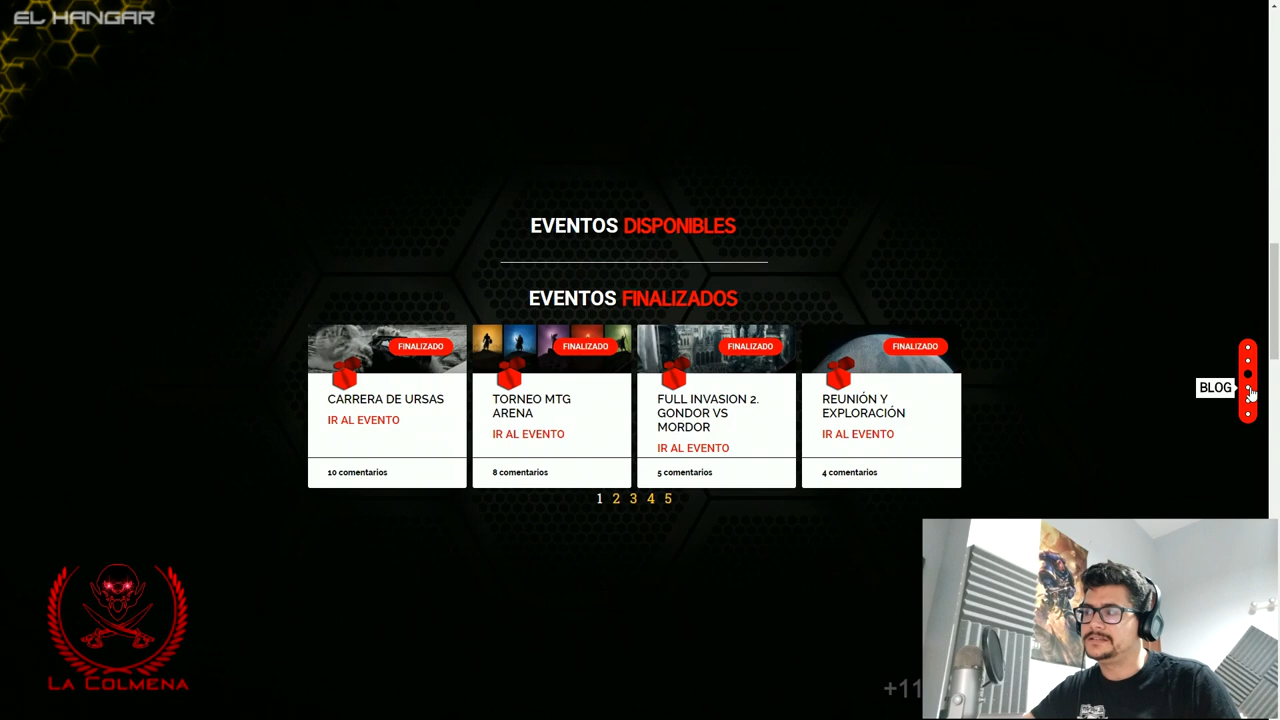 EL HANGAR
EVENTOS DISPONIBLES
EVENTOS FINALIZADOS
FINALIZADO
FINALIZADO
FINALIZADO
FINALIZADO
CARRERA DE URSAS
IR AL EVENTO
10 comentarios
TORNEO MTG
ARENA
IR AL EVENTO
8 comentarios
FULL INVASION 2.
GONDOR VS
MORDOR
IR AL EVENTO
5 comentarios
REUNIÓN Y
EXPLORACIÓN
IR AL EVENTO
4 comentarios
1 2 3 4 5
BLOG
LA COLMENA
+11